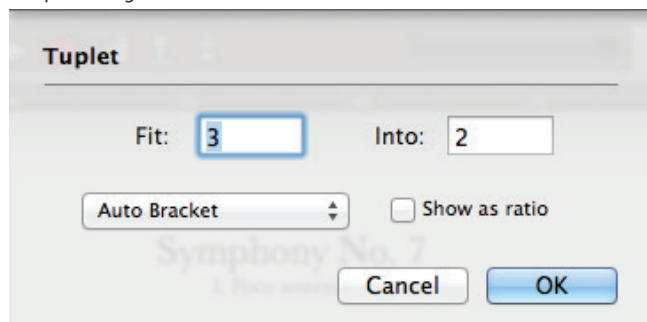 Tuplet
Fit: 3 Into: 2
Auto Bracket Show as ratio
Symphony No. 7
Cancel OK